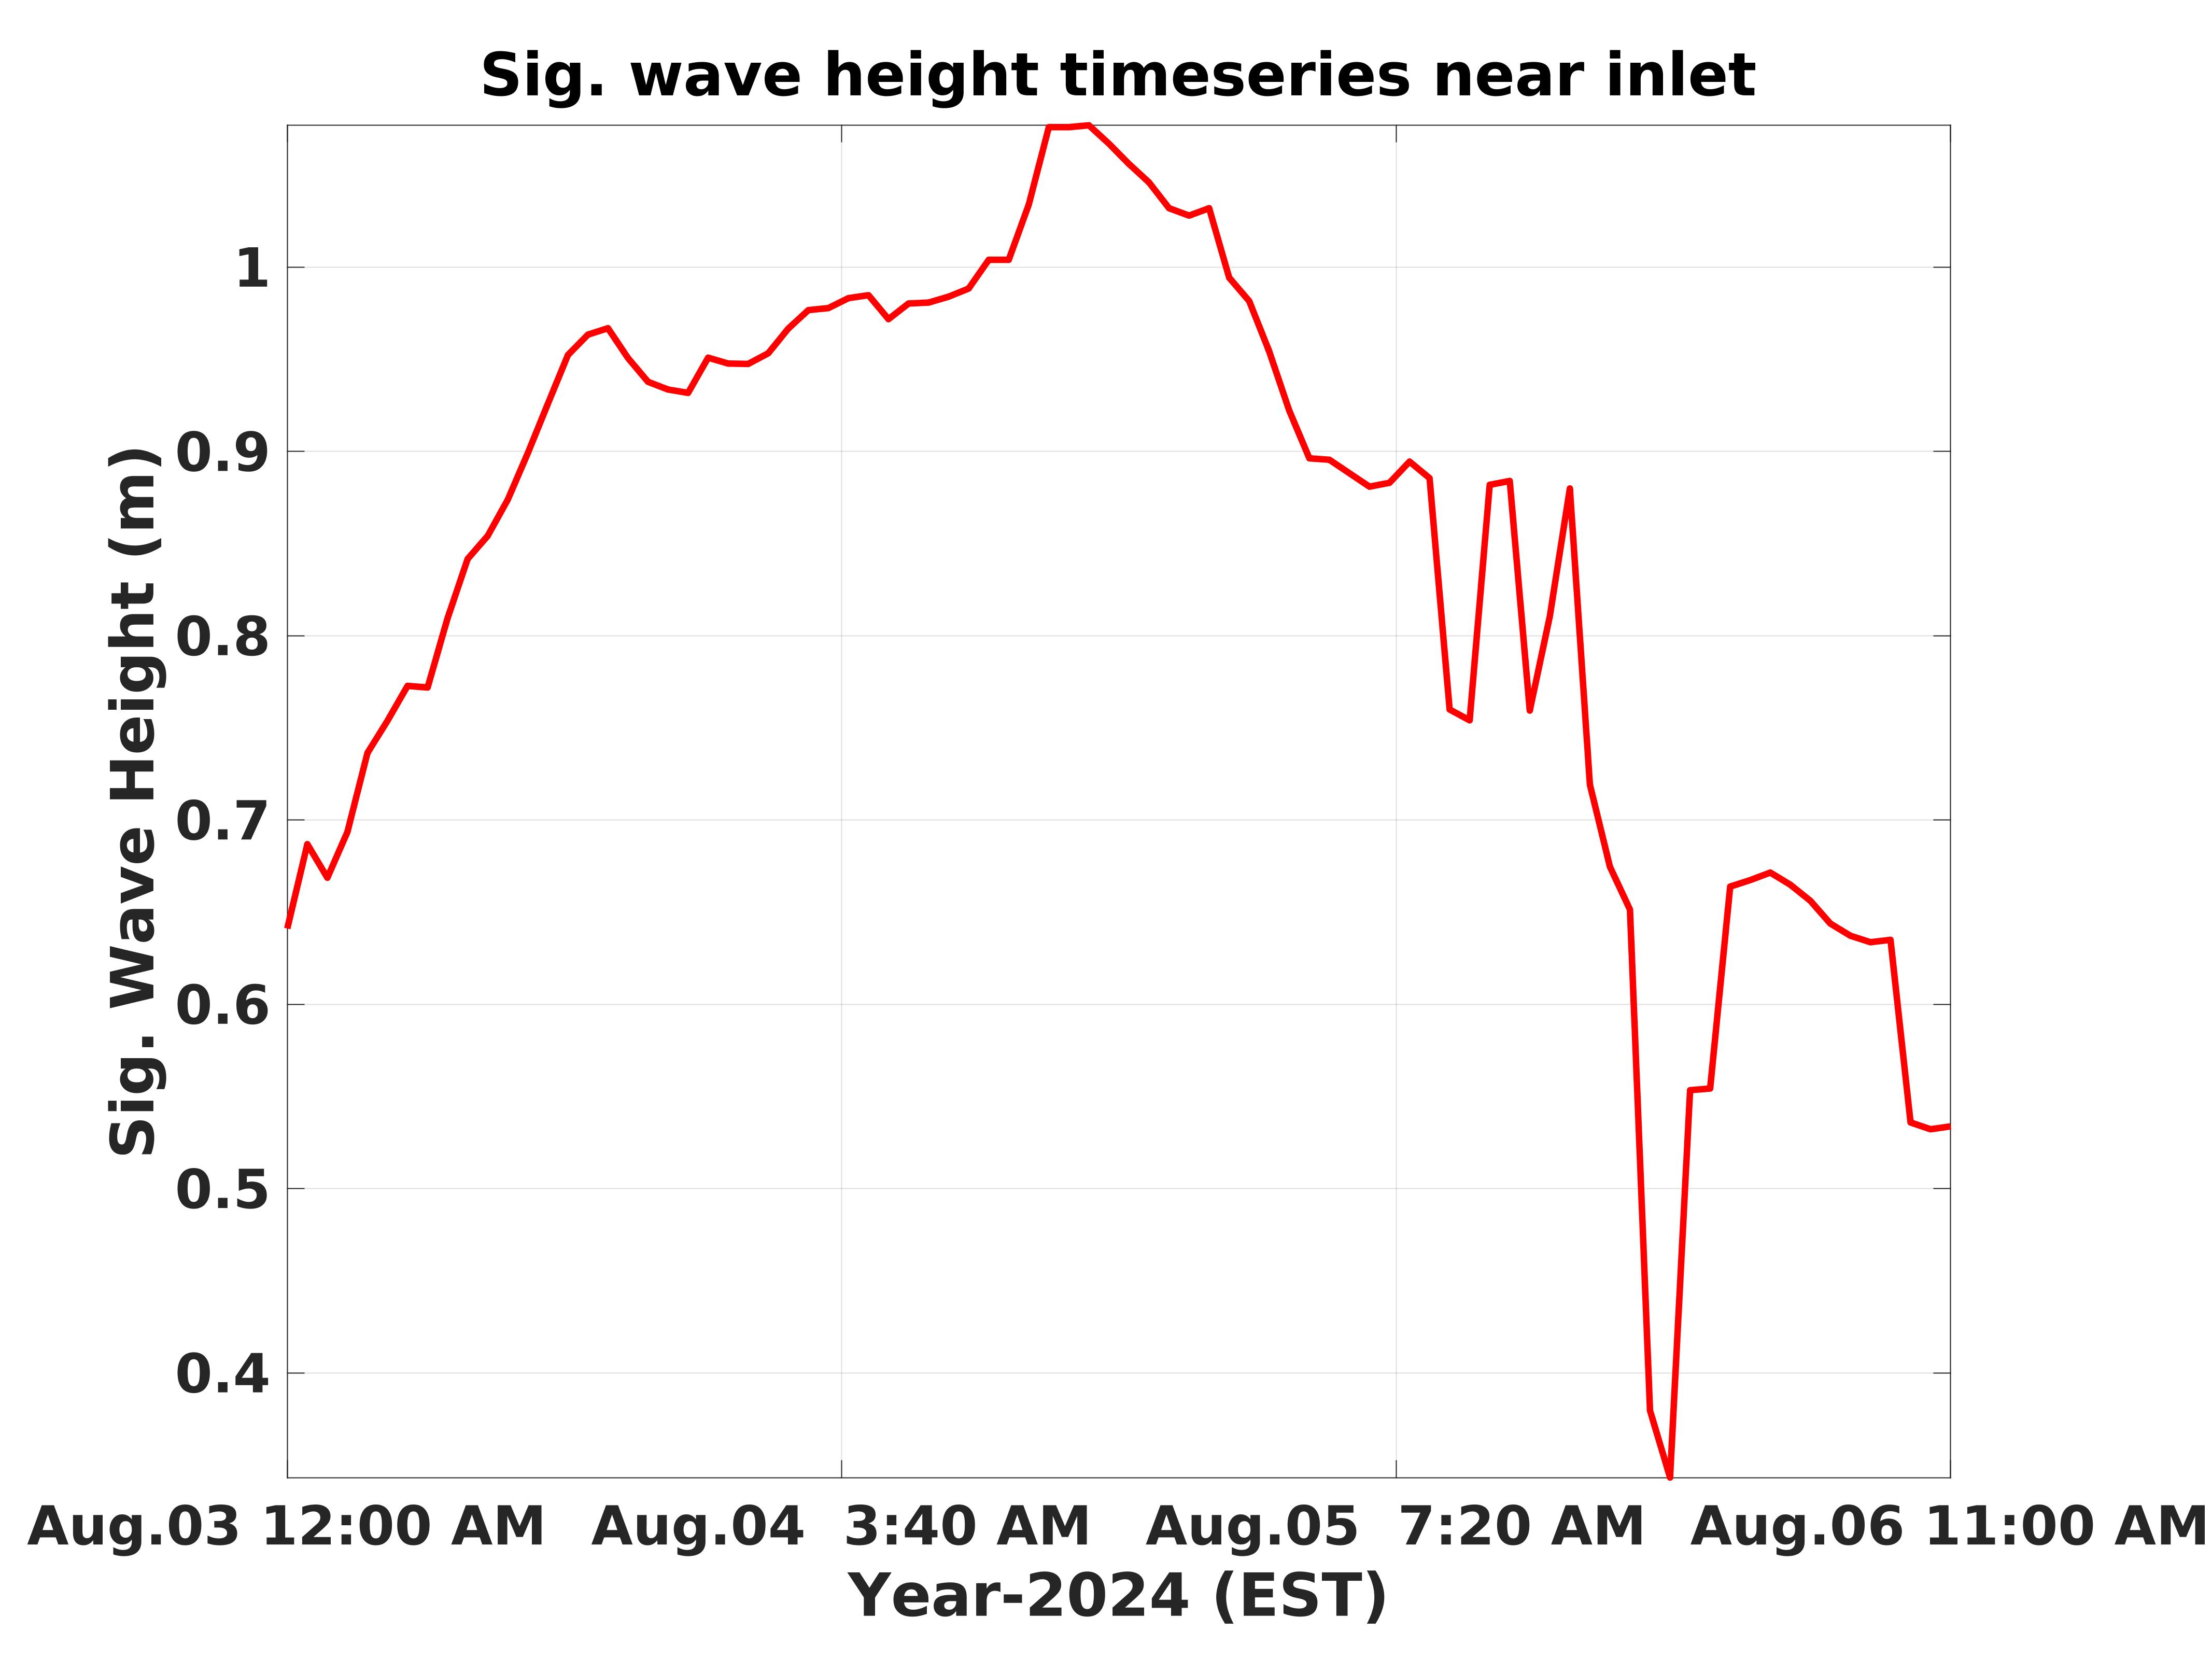 Sig. wave height timeseries near inlet
Sig. Wave Height (m)
1
0.9
0.8
0.7
0.6
0.5
0.4
Aug.03 12:00 AM Aug.04 3:40 AM Aug.05 7:20 AM Aug.06 11:00 AM
Year-2024 (EST)